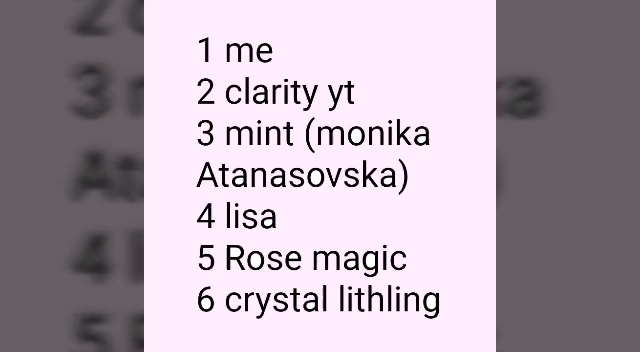 1 me
2 clarity yt
3 mint (monika
Atanasovska)
4 lisa
5 Rose magic
6 crystal lithling